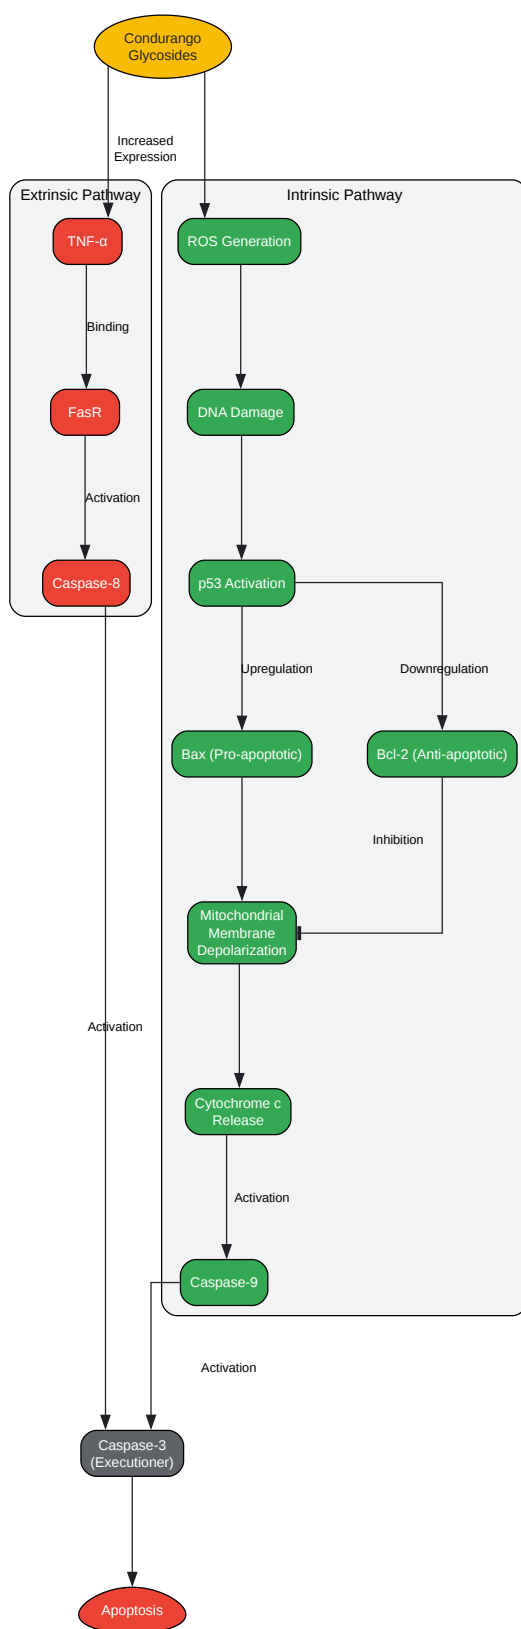 Condurango
Glycosides
Increased
Expression
Extrinsic Pathway
Intrinsic Pathway
TNF-α
ROS Generation
Binding
FasR
DNA Damage
Activation
Caspase-8
p53 Activation
Upregulation
Downregulation
Bax (Pro-apoptotic)
Bcl-2 (Anti-apoptotic)
Inhibition
Mitochondrial
Membrane
Depolarization
Activation
Cytochrome c
Release
Activation
Caspase-9
Activation
Caspase-3
(Executioner)
Apoptosis